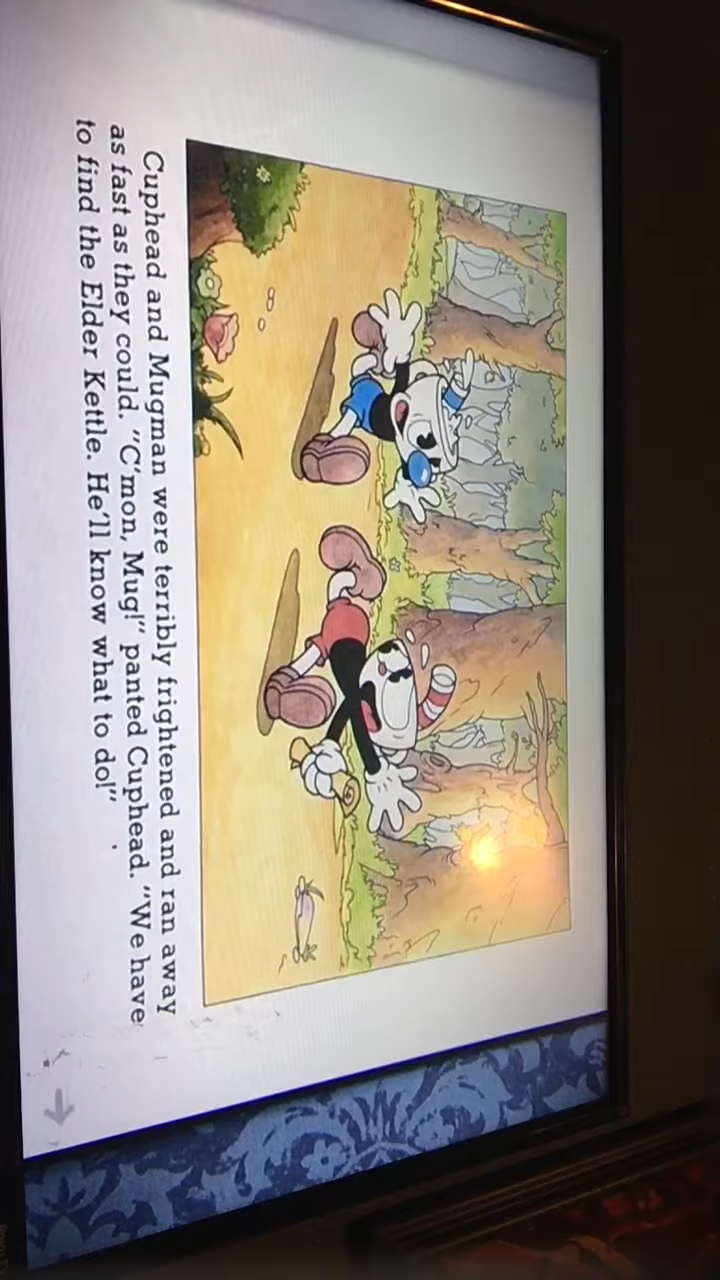 Cuphead and Mugman were terribly frightened and ran away
as fast as they could. "C'mon, Mug!" panted Cuphead. "We have
to find the Elder Kettle. He'll know what to do!"